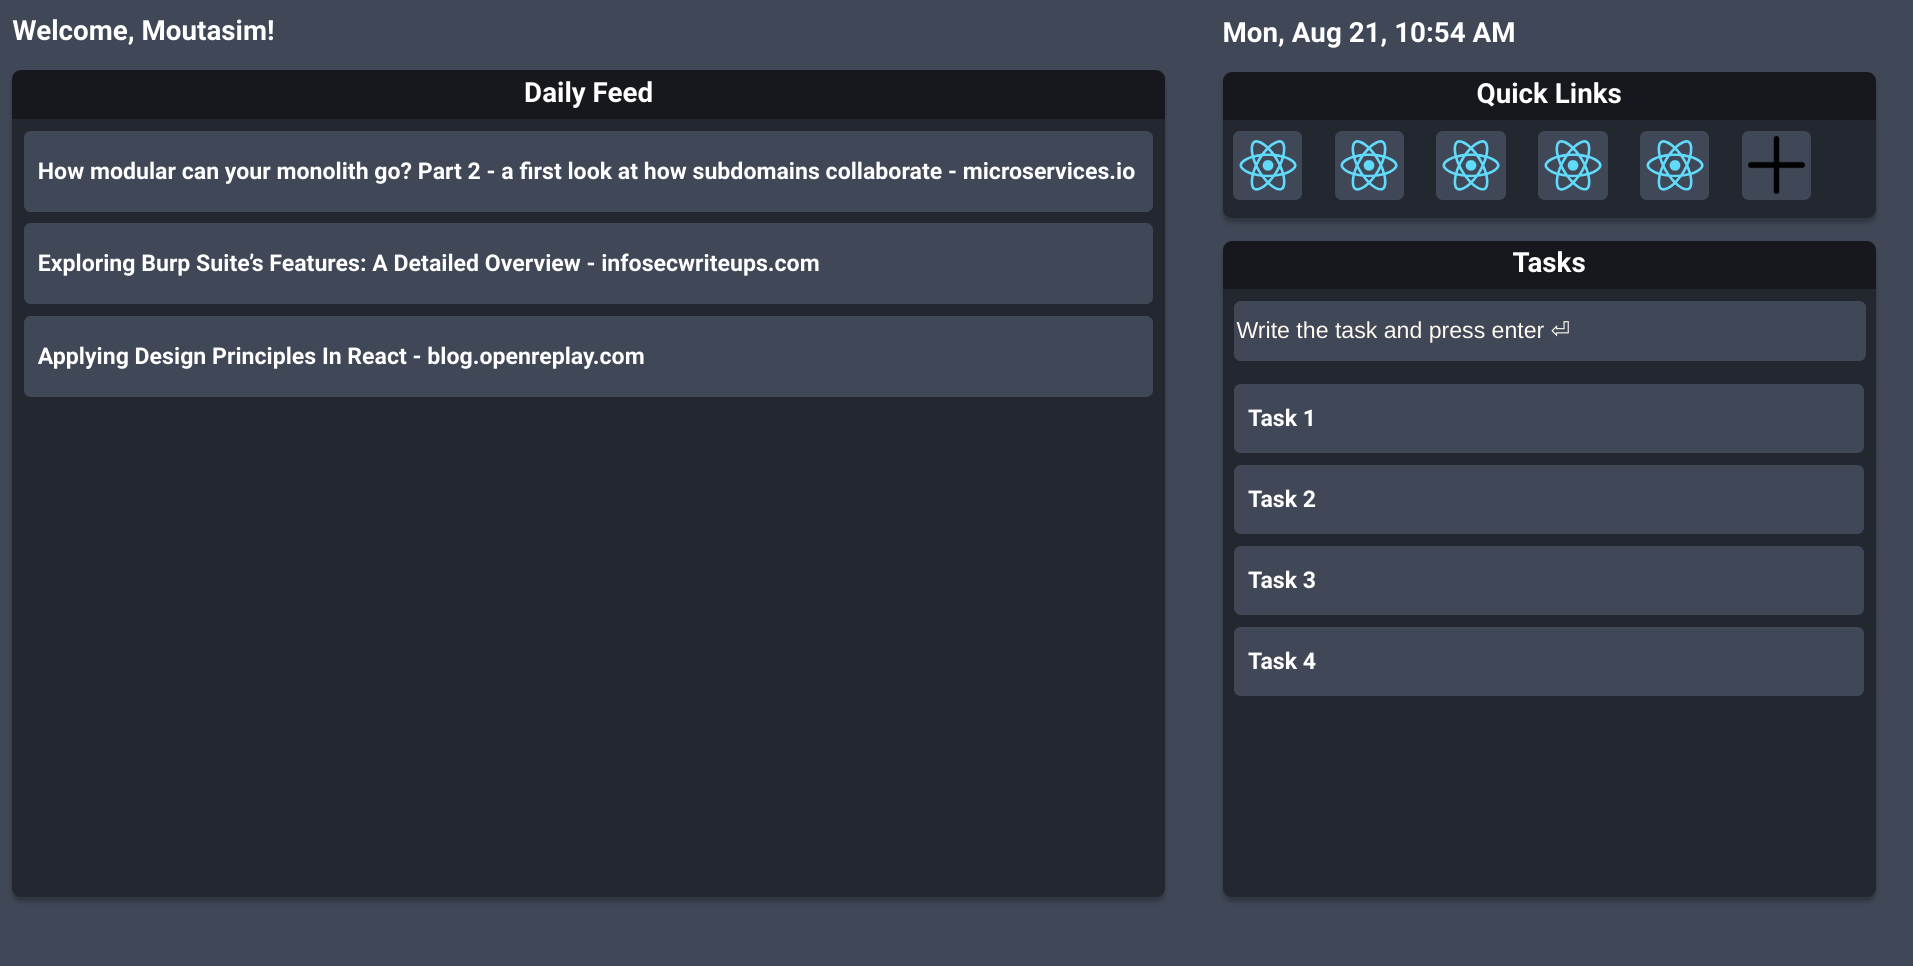 Welcome, Moutasim!
Daily Feed
How modular can your monolith go? Part 2 - a first look at how subdomains collaborate - microservices.io
Exploring Burp Suite’s Features: A Detailed Overview - infosecwriteups.com
Applying Design Principles In React - blog.openreplay.com
Mon, Aug 21, 10:54 AM
Quick Links
Tasks
Write the task and press enter ⏎
Task 1
Task 2
Task 3
Task 4